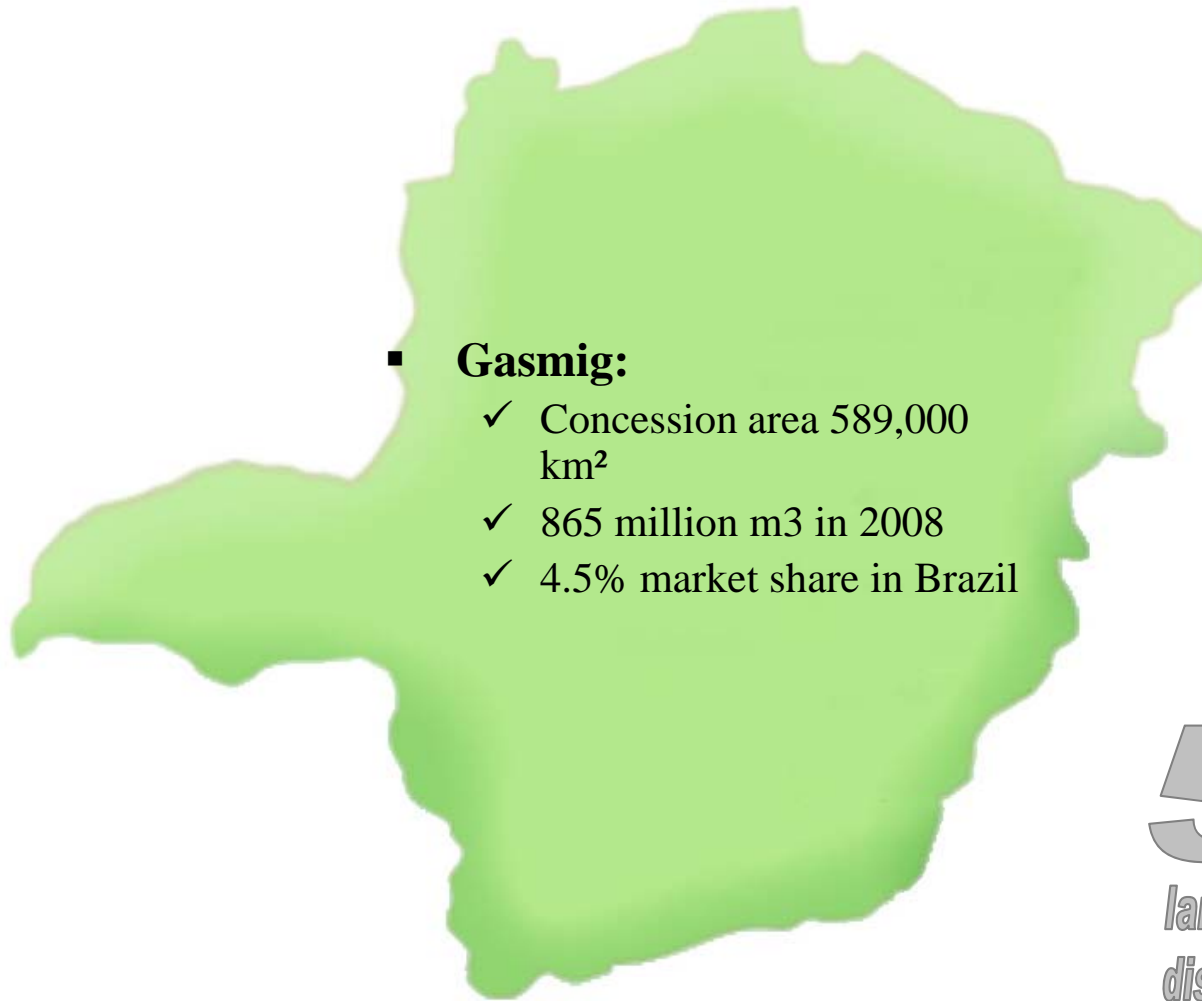 ▪ Gasmig:
✓ Concession area 589,000
km²
✓ 865 million m3 in 2008
✓ 4.5% market share in Brazil